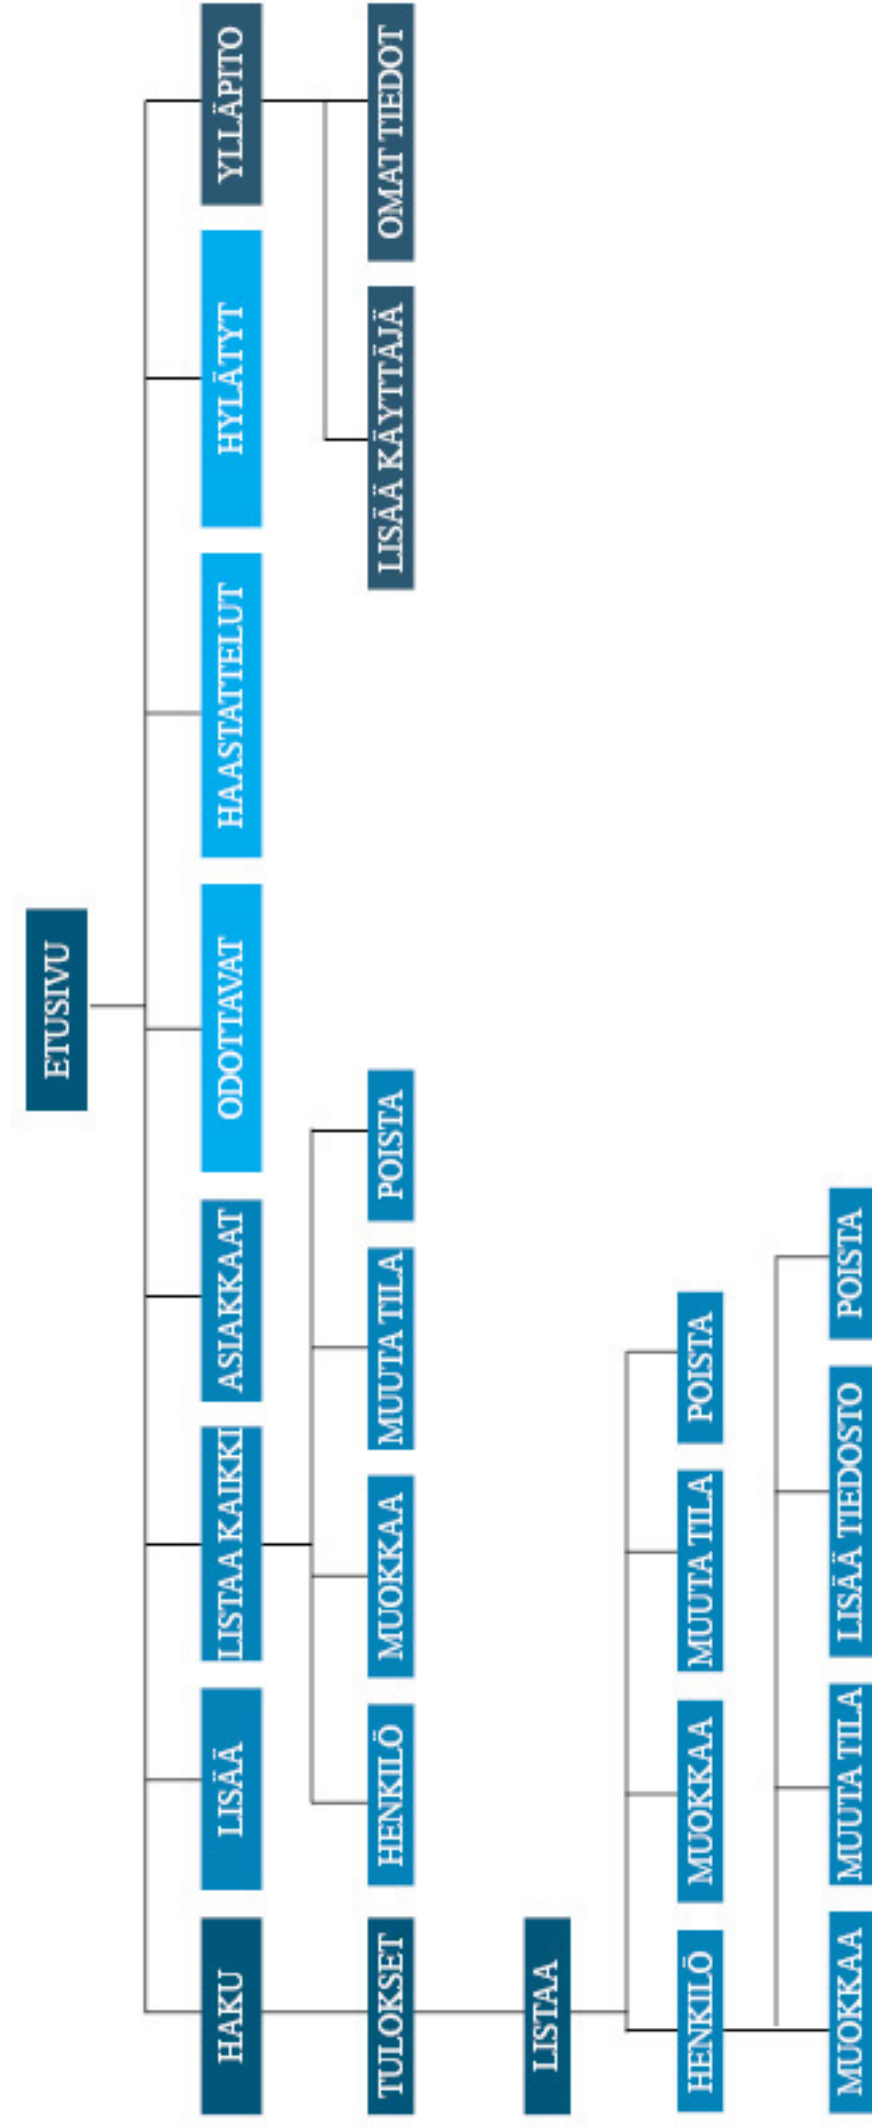 ETUSIVU
HAKU
LISÄÄ
LISTAA KAIKKI
ASIAKKAAT
ODOTTAVAT
HAASTATTELUT
HYLÄTYT
YLLÄPITO
TULOKSET
HENKILÖ
MUOKKAA
MUUTA TILA
POISTA
LISÄÄ KÄYTTÄJÄ
OMAT TIEDOT
LISTAA
HENKILÖ
MUOKKAA
MUUTA TILA
POISTA
MUOKKAA
MUUTA TILA
LISÄÄ TIEDOSTO
POISTA